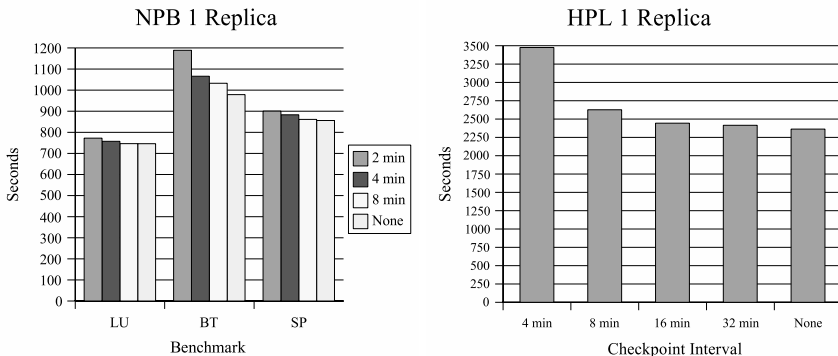 NPB 1 Replica
1200
1100
1000
900
800
700
600
500
400
300
200
100
0
Seconds
LU BT SP
Benchmark
2 min
4 min
8 min
None
HPL 1 Replica
3500
3250
3000
2750
2500
2250
2000
1750
1500
1250
1000
750
500
250
0
Seconds
4 min 8 min 16 min 32 min None
Checkpoint Interval